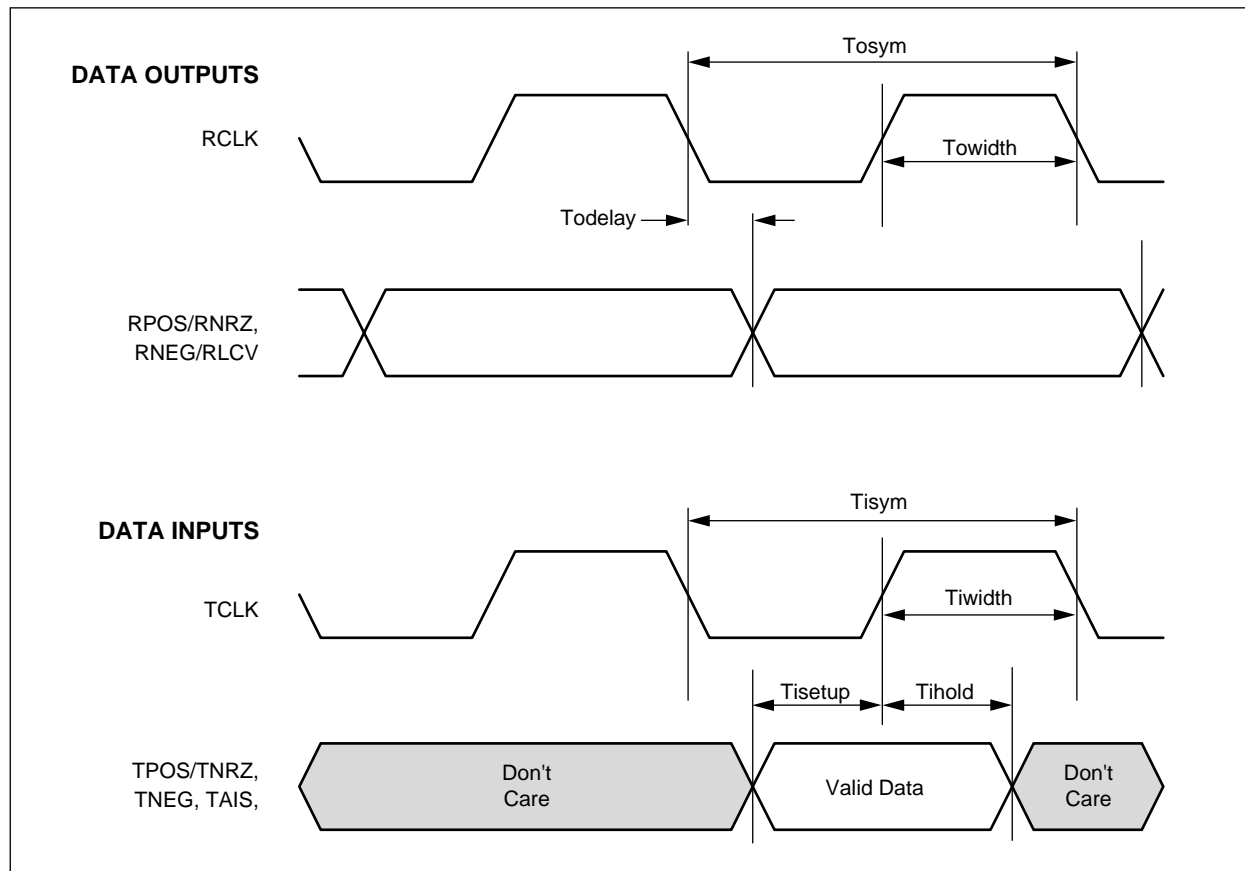 Tosym
DATA OUTPUTS
RCLK
Towidth
Todelay
RPOS/RNRZ,
RNEG/RLCV
Tisym
DATA INPUTS
TCLK
Tiwidth
Tisetup
Tihold
TPOS/TNRZ,
TNEG, TAIS,
Don't
Care
Valid Data
Don't
Care